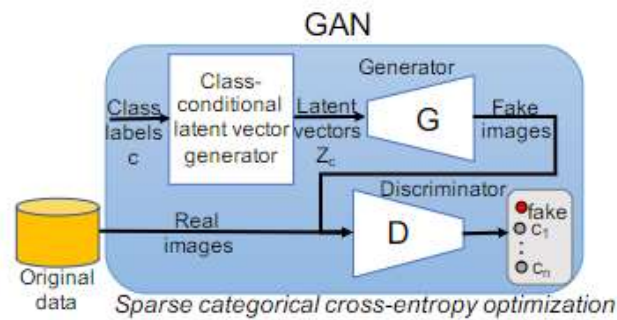 GAN
Class-
conditional
latent vector
generator
Class
labels
c
Latent
vectors
Zc
Generator
G
Fake
images
Real
images
Discriminator
D
fake
c1
:
cn
Original
data
Sparse categorical cross-entropy optimization